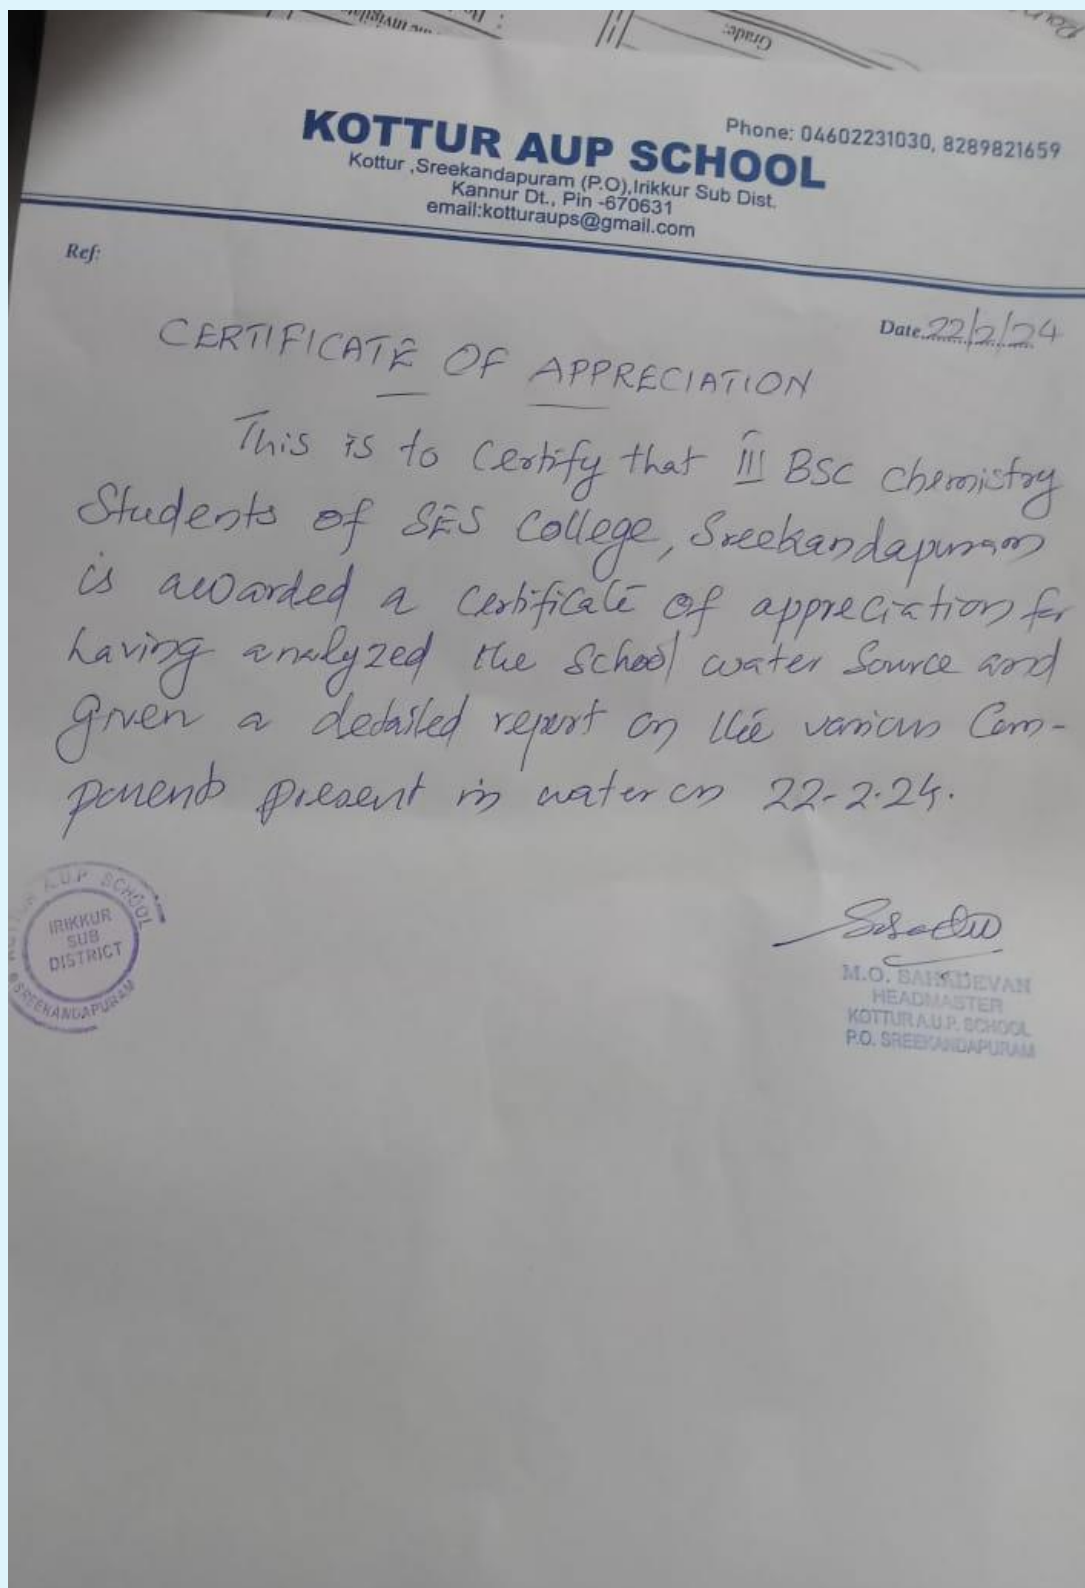 Grade:
KOTTUR AUP SCHOOL
Phone: 04602231030, 8289821659
Kottur ,Sreekandapuram (P.O),Irikkur Sub Dist.
Kannur Dt., Pin -670631
email:kotturaups@gmail.com
Ref:
Date 22/2/24
CERTIFICATE OF APPRECIATION
This is to certify that III BSC chemistry
Students of SES College, Sreekandapuram
is awarded a certificate of appreciation for
having analyzed the School water Source and
given a detailed report on the various Com-
ponents present in water on 22-2-24.
KOTTUR A.U.P SCHOOL
IRIKKUR
SUB
DISTRICT
SREEKANDAPURAM
M.O. SAHADEVAN
HEADMASTER
KOTTUR A.U.P. SCHOOL
P.O. SREEKANDAPURAM